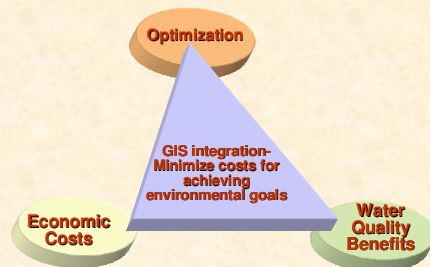 Optimization
GIS integration-
Minimize costs for
achieving
environmental goals
Economic
Costs
Water
Quality
Benefits